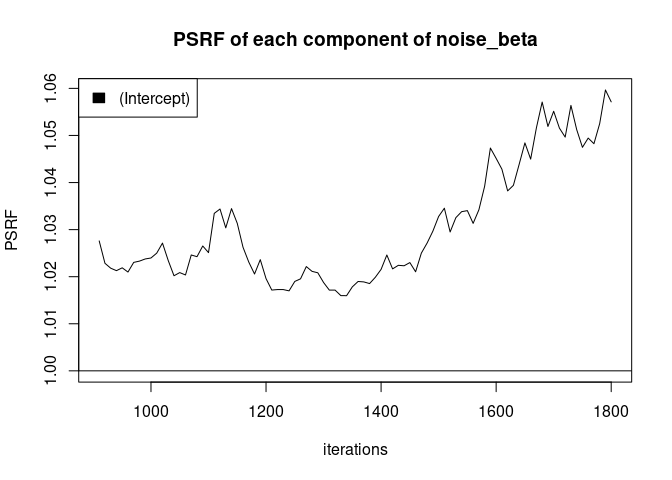 PSRF of each component of noise_beta
(Intercept)
PSRF
1.06
1.05
1.04
1.03
1.02
1.01
1.00
1000 1200 1400 1600 1800
iterations